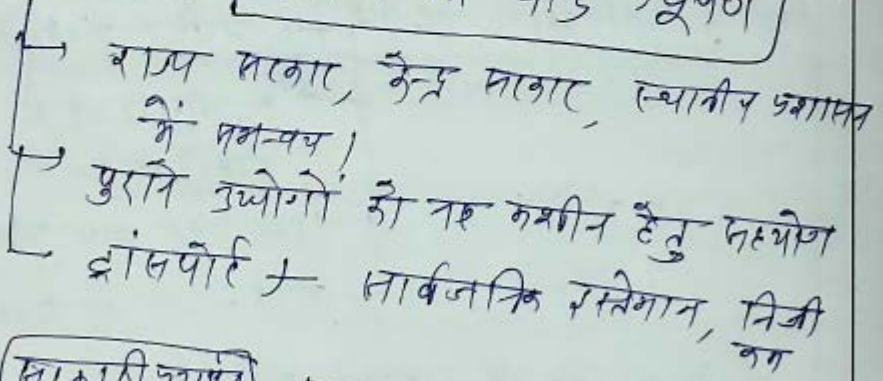 → राज्य सरकार, केन्द्र सरकार, स्थानीय प्रशासन
में समन्वय।
→ पुराने उद्योगों को नए मशीन हेतु सहयोग
ट्रांसपोर्ट → सार्वजनिक इस्तेमाल, निजी
कम